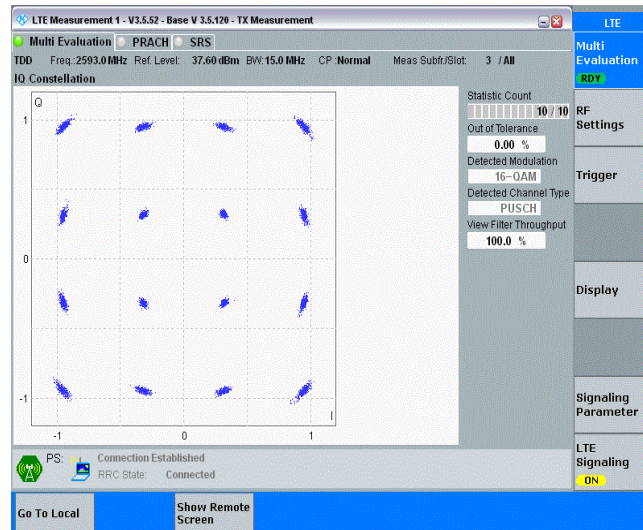 LTE Measurement 1 - V3.5.52 - Base V 3.5.120 - TX Measurement
LTE
Multi Evaluation PRACH SRS
TDD Freq.:2593.0 MHz Ref. Level: 37.60 dBm BW:15.0 MHz CP :Normal Meas Subfr./Slot: 3 / All
IQ Constellation
Q
1
0
-1
I
-1 0 1
Statistic Count
10 / 10
Out of Tolerance
0.00 %
Detected Modulation
16-QAM
Detected Channel Type
PUSCH
View Filter Throughput
100.0 %
Multi
Evaluation
RDY
RF
Settings
Trigger
Display
Signaling
Parameter
LTE
Signaling
ON
PS: Connection Established
RRC State: Connected
Go To Local
Show Remote
Screen